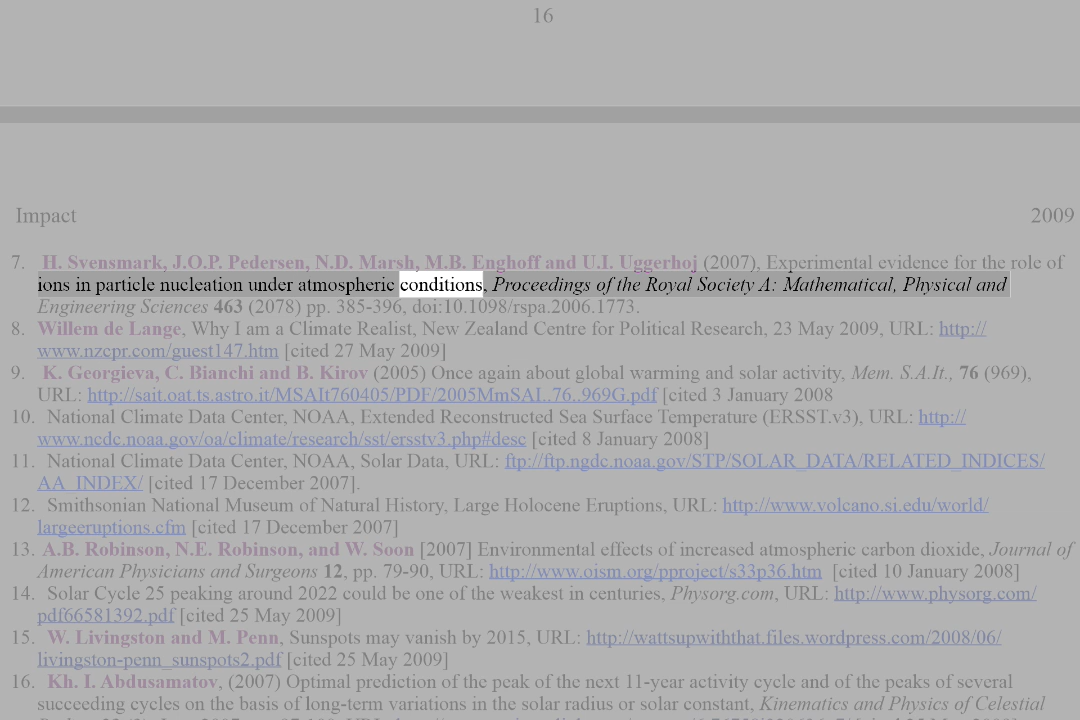 16
Impact 2009
7. H. Svensmark, J.O.P. Pedersen, N.D. Marsh, M.B. Enghoff and U.I. Uggerhoj (2007), Experimental evidence for the role of
ions in particle nucleation under atmospheric conditions, Proceedings of the Royal Society A: Mathematical, Physical and
Engineering Sciences 463 (2078) pp. 385-396, doi:10.1098/rspa.2006.1773.
8. Willem de Lange, Why I am a Climate Realist, New Zealand Centre for Political Research, 23 May 2009, URL: http://
www.nzcpr.com/guest147.htm [cited 27 May 2009]
9. K. Georgieva, C. Bianchi and B. Kirov (2005) Once again about global warming and solar activity, Mem. S.A.It., 76 (969),
URL: http://sait.oat.ts.astro.it/MSAIt760405/PDF/2005MmSAI..76..969G.pdf [cited 3 January 2008
10. National Climate Data Center, NOAA, Extended Reconstructed Sea Surface Temperature (ERSST.v3), URL: http://
www.ncdc.noaa.gov/oa/climate/research/sst/ersstv3.php#desc [cited 8 January 2008]
11. National Climate Data Center, NOAA, Solar Data, URL: ftp://ftp.ngdc.noaa.gov/STP/SOLAR_DATA/RELATED_INDICES/
AA_INDEX/ [cited 17 December 2007].
12. Smithsonian National Museum of Natural History, Large Holocene Eruptions, URL: http://www.volcano.si.edu/world/
largeeruptions.cfm [cited 17 December 2007]
13. A.B. Robinson, N.E. Robinson, and W. Soon [2007] Environmental effects of increased atmospheric carbon dioxide, Journal of
American Physicians and Surgeons 12, pp. 79-90, URL: http://www.oism.org/pproject/s33p36.htm [cited 10 January 2008]
14. Solar Cycle 25 peaking around 2022 could be one of the weakest in centuries, Physorg.com, URL: http://www.physorg.com/
pdf66581392.pdf [cited 25 May 2009]
15. W. Livingston and M. Penn, Sunspots may vanish by 2015, URL: http://wattsupwiththat.files.wordpress.com/2008/06/
livingston-penn_sunspots2.pdf [cited 25 May 2009]
16. Kh. I. Abdusamatov, (2007) Optimal prediction of the peak of the next 11-year activity cycle and of the peaks of several
succeeding cycles on the basis of long-term variations in the solar radius or solar constant, Kinematics and Physics of Celestial